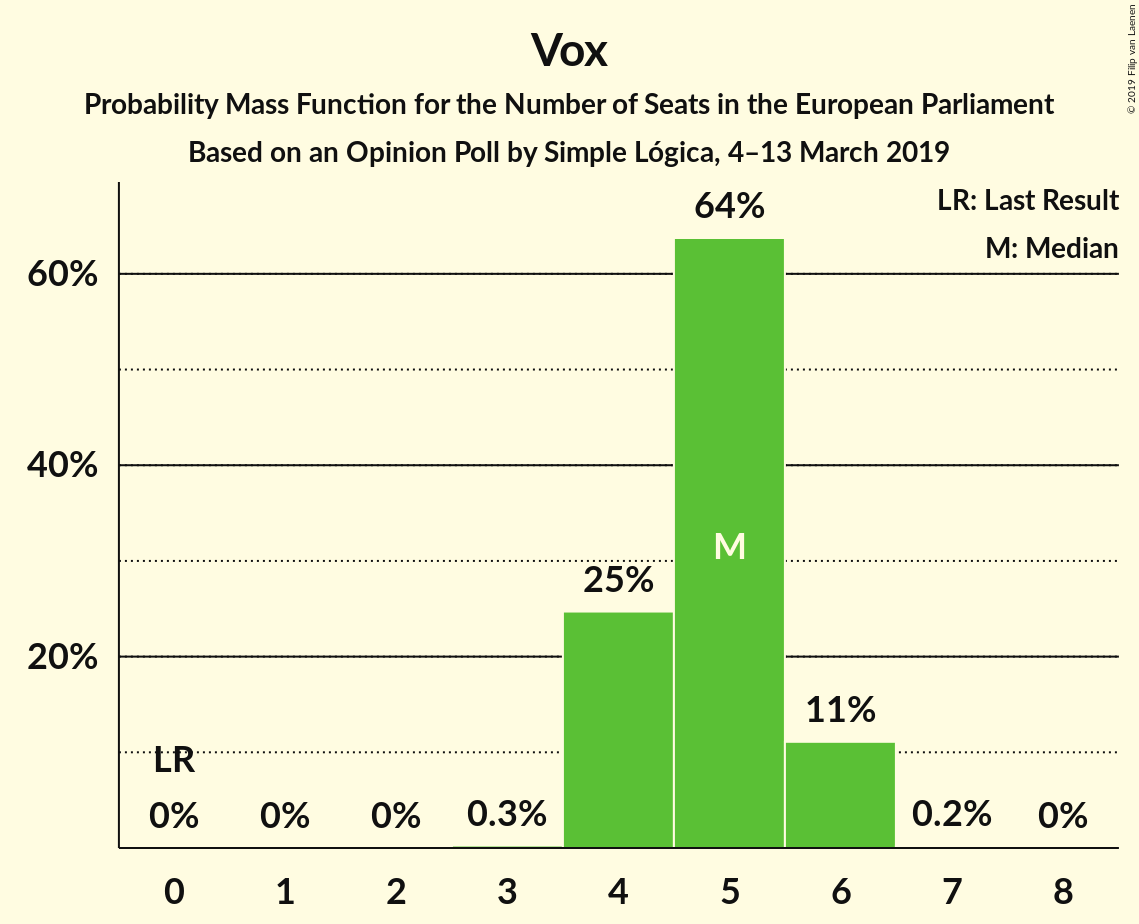 Vox
Probability Mass Function for the Number of Seats in the European Parliament
Based on an Opinion Poll by Simple Lógica, 4–13 March 2019
© 2019 Filip van Laenen
LR: Last Result
M: Median
64%
60%
40%
M
25%
20%
11%
LR
0% 0% 0% 0.3% 0.2% 0%
0 1 2 3 4 5 6 7 8